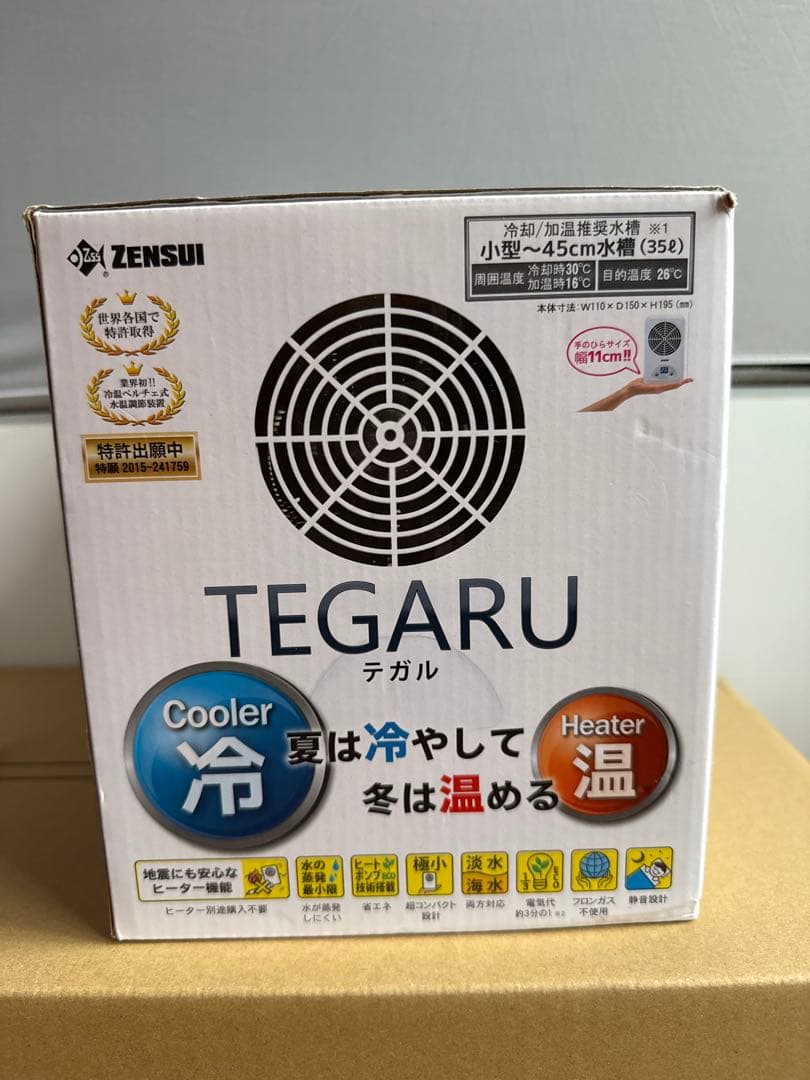 ZENSUI
冷却/加温推奨水槽 ※1
小型〜45cm水槽(35ℓ)
周囲温度 冷却時30℃
加温時16℃
目的温度 26℃
本体寸法:W110×D150×H195(mm)
世界各国で
特許取得
手のひらサイズ
幅11cm!!
業界初!!
冷温ペルチェ式
水温調節装置
特許出願中
特願 2015-241759
TEGARU
テガル
Cooler
冷
夏は冷やして
冬は温める
Heater
温
地震にも安心な
ヒーター機能
ヒーター別途購入不要
水の
蒸発
最小限
水が蒸発
しにくい
ヒート
ポンプECO
技術搭載
省エネ
極小
超コンパクト
設計
淡水
海水
両方対応
電気代
約3分の1 ※2
フロンガス
不使用
静音設計